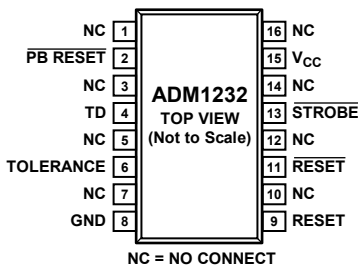 NC 1 16 NC
PB RESET 2 15 VCC
NC 3 14 NC
ADM1232
TD 4 TOP VIEW 13 STROBE
(Not to Scale)
NC 5 12 NC
TOLERANCE 6 11 RESET
NC 7 10 NC
GND 8 9 RESET
NC = NO CONNECT